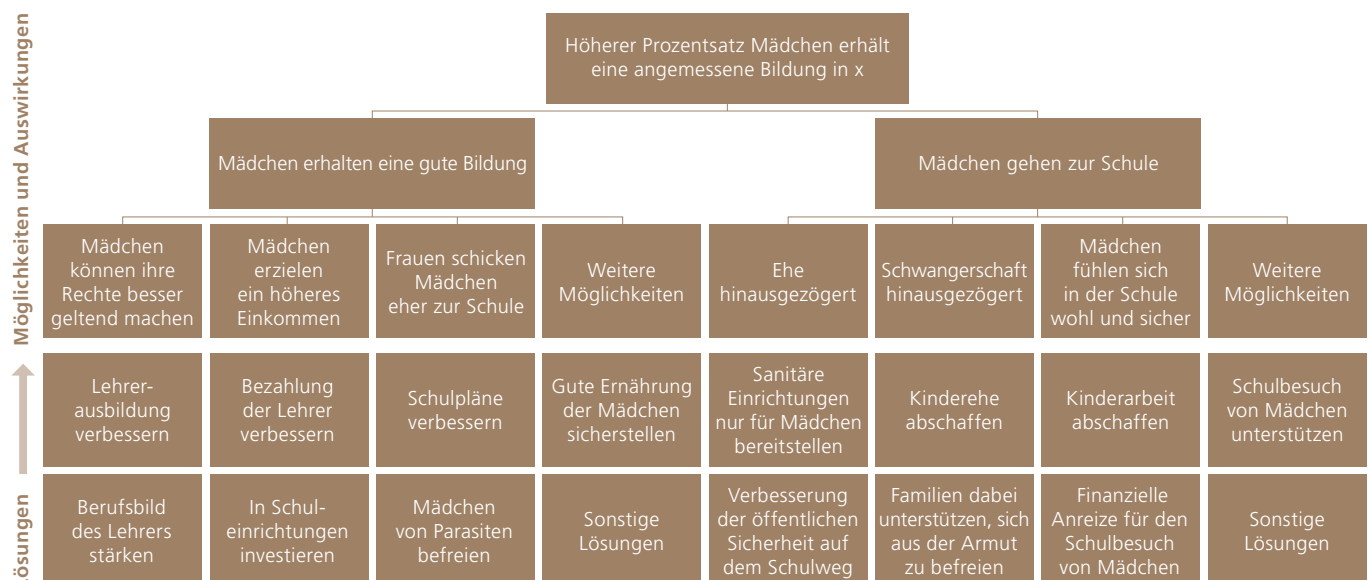 Möglichkeiten und Auswirkungen
Höherer Prozentsatz Mädchen erhält
eine angemessene Bildung in x
Mädchen erhalten eine gute Bildung
Mädchen gehen zur Schule
Mädchen
können ihre
Rechte besser
geltend machen
Mädchen
erzielen
ein höheres
Einkommen
Frauen schicken
Mädchen
eher zur Schule
Weitere
Möglichkeiten
Ehe
hinausgezögert
Schwangerschaft
hinausgezögert
Mädchen
fühlen sich
in der Schule
wohl und sicher
Weitere
Möglichkeiten
Lehrer-
ausbildung
verbessern
Bezahlung
der Lehrer
verbessern
Schulpläne
verbessern
Gute Ernährung
der Mädchen
sicherstellen
Sanitäre
Einrichtungen
nur für Mädchen
bereitstellen
Kinderehe
abschaffen
Kinderarbeit
abschaffen
Schulbesuch
von Mädchen
unterstützen
Lösungen
Berufsbild
des Lehrers
stärken
In Schul-
einrichtungen
investieren
Mädchen
von Parasiten
befreien
Sonstige
Lösungen
Verbesserung
der öffentlichen
Sicherheit auf
dem Schulweg
Familien dabei
unterstützen, sich
aus der Armut
zu befreien
Finanzielle
Anreize für den
Schulbesuch
von Mädchen
Sonstige
Lösungen